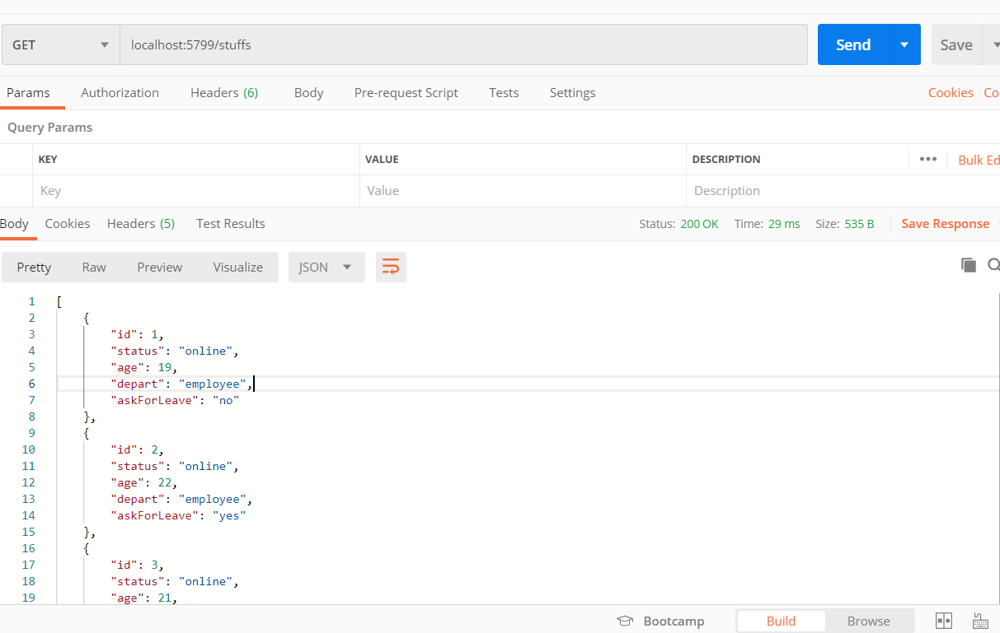 GET localhost:5799/stuffs Send Save
Params Authorization Headers (6) Body Pre-request Script Tests Settings Cookies Co
Query Params
KEY VALUE DESCRIPTION ••• Bulk Ed
Key Value Description
Body Cookies Headers (5) Test Results Status: 200 OK Time: 29 ms Size: 535 B Save Response
Pretty Raw Preview Visualize JSON
1 [
2 {
3 "id": 1,
4 "status": "online",
5 "age": 19,
6 "depart": "employee",
7 "askForLeave": "no"
8 },
9 {
10 "id": 2,
11 "status": "online",
12 "age": 22,
13 "depart": "employee",
14 "askForLeave": "yes"
15 },
16 {
17 "id": 3,
18 "status": "online",
19 "age": 21,
Bootcamp Build Browse